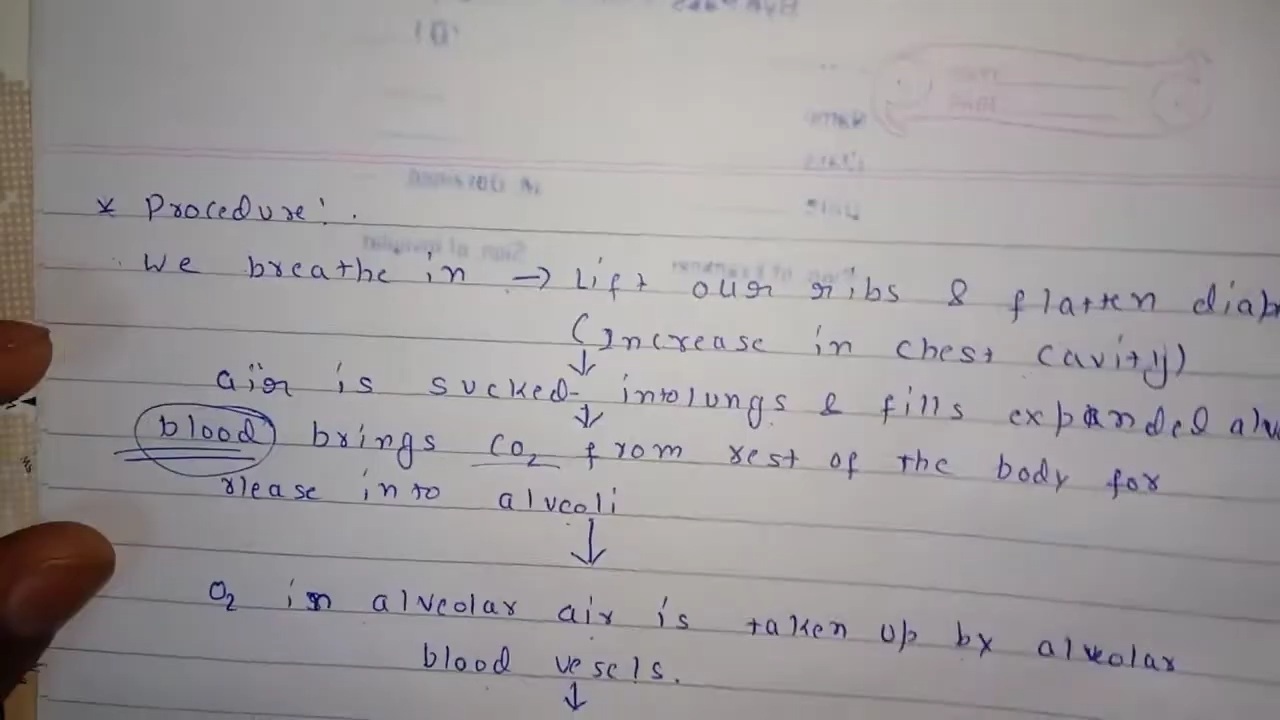 * Procedure:.
We breathe in → Lift our ribs & flatten
(Increase in chest cavity)
↓
air is sucked into lungs & fills expanded
↓
blood brings CO2 from rest of the body for
rlease into alveoli
↓
O2 in alveolar air is taken up by alveolar
blood vesels.
↓